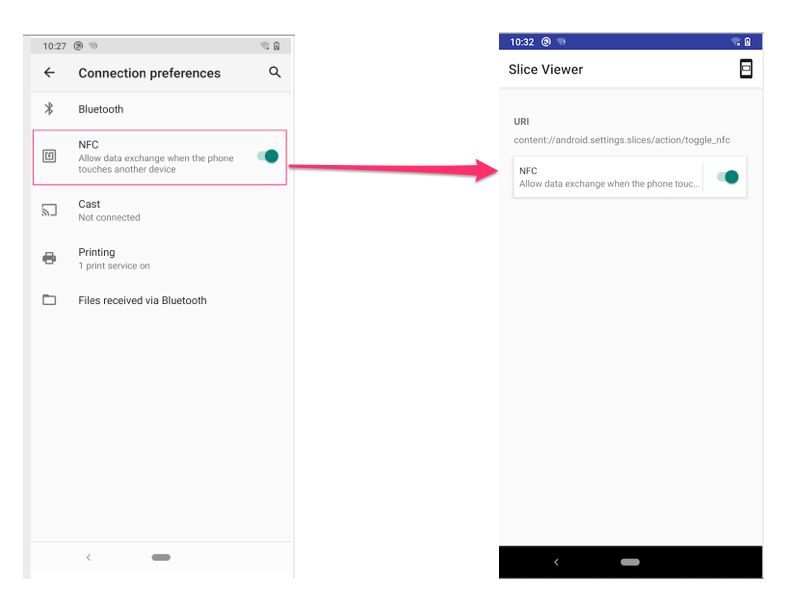 10:27
Connection preferences
Bluetooth
NFC
Allow data exchange when the phone
touches another device
Cast
Not connected
Printing
1 print service on
Files received via Bluetooth
10:32
Slice Viewer
URI
content://android.settings.slices/action/toggle_nfc
NFC
Allow data exchange when the phone touc...